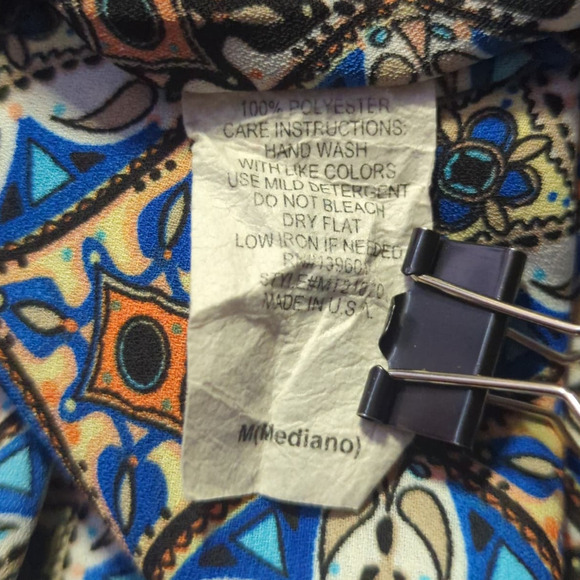 100% POLYESTER
CARE INSTRUCTIONS:
HAND WASH
WITH LIKE COLORS
USE MILD DETERGENT
DO NOT BLEACH
DRY FLAT
LOW IRON IF NEEDED
MADE IN U.S.A.
M(Mediano)